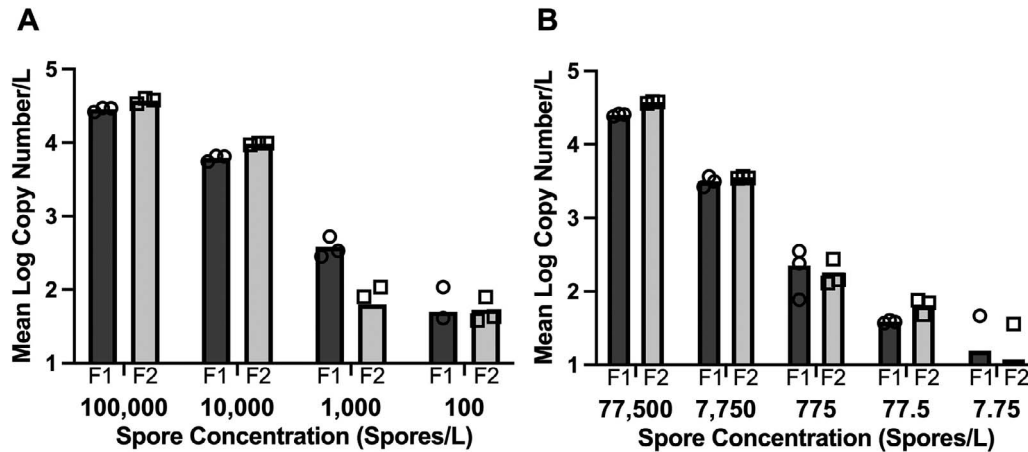 A
Mean Log Copy Number/L
5
4
3
2
1
F1 F2 F1 F2 F1 F2 F1 F2
100,000 10,000 1,000 100
Spore Concentration (Spores/L)
B
Mean Log Copy Number/L
5
4
3
2
1
F1 F2 F1 F2 F1 F2 F1 F2 F1 F2
77,500 7,750 775 77.5 7.75
Spore Concentration (Spores/L)